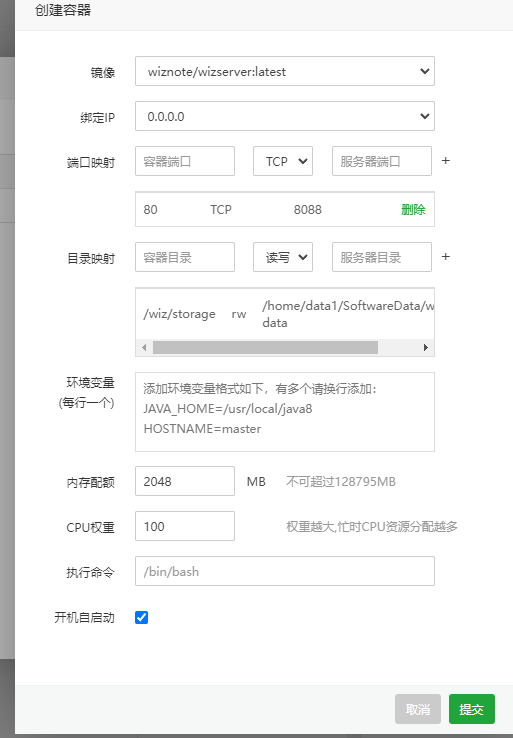 创建容器
镜像 wiznote/wizserver:latest
绑定IP 0.0.0.0
端口映射 容器端口 TCP 服务器端口 +
80 TCP 8088 删除
目录映射 容器目录 读写 服务器目录 +
/wiz/storage rw /home/data1/SoftwareData/w
data
环境变量
(每行一个)
添加环境变量格式如下，有多个请换行添加：
JAVA_HOME=/usr/local/java8
HOSTNAME=master
内存配额 2048 MB 不可超过128795MB
CPU权重 100 权重越大,忙时CPU资源分配越多
执行命令 /bin/bash
开机自启动
取消 提交